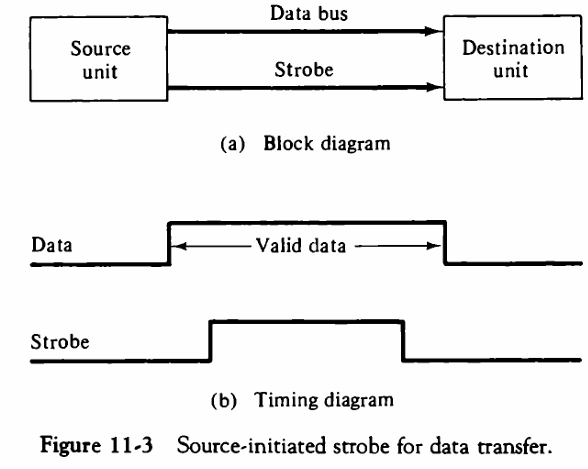 Data bus
Source
unit
Destination
unit
Strobe
(a) Block diagram
Data
Valid data
Strobe
(b) Timing diagram
Figure 11-3 Source-initiated strobe for data transfer.